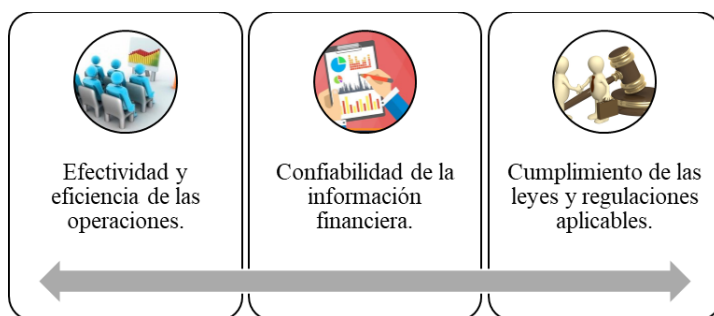 Efectividad y
eficiencia de las
operaciones.
Confiabilidad de la
información
financiera.
Cumplimiento de las
leyes y regulaciones
aplicables.